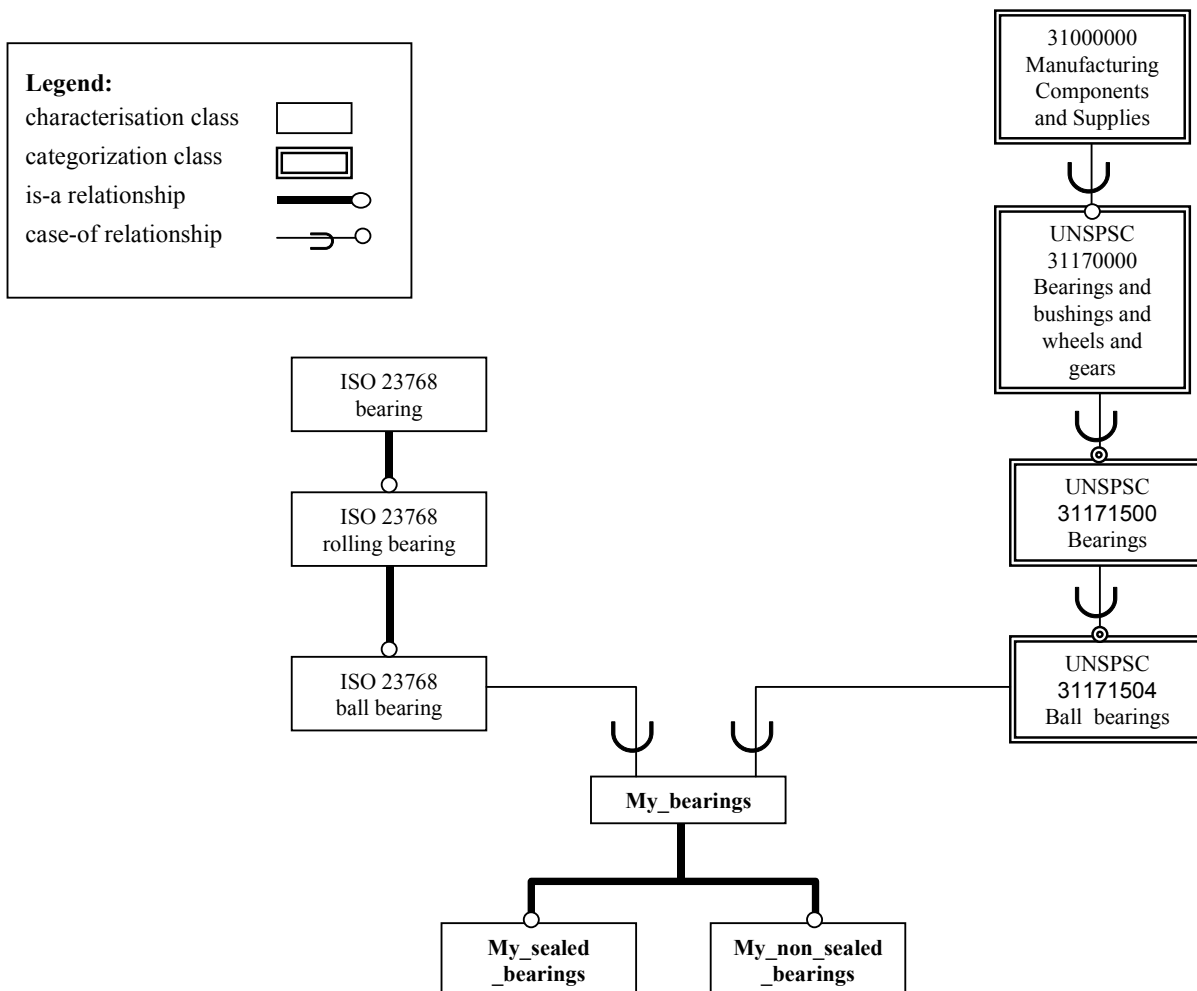 Legend:
characterisation class
categorization class
is-a relationship
case-of relationship
31000000
Manufacturing
Components
and Supplies
UNSPSC
31170000
Bearings and
bushings and
wheels and
gears
ISO 23768
bearing
UNSPSC
31171500
Bearings
ISO 23768
rolling bearing
ISO 23768
ball bearing
UNSPSC
31171504
Ball bearings
My_bearings
My_sealed
_bearings
My_non_sealed
_bearings